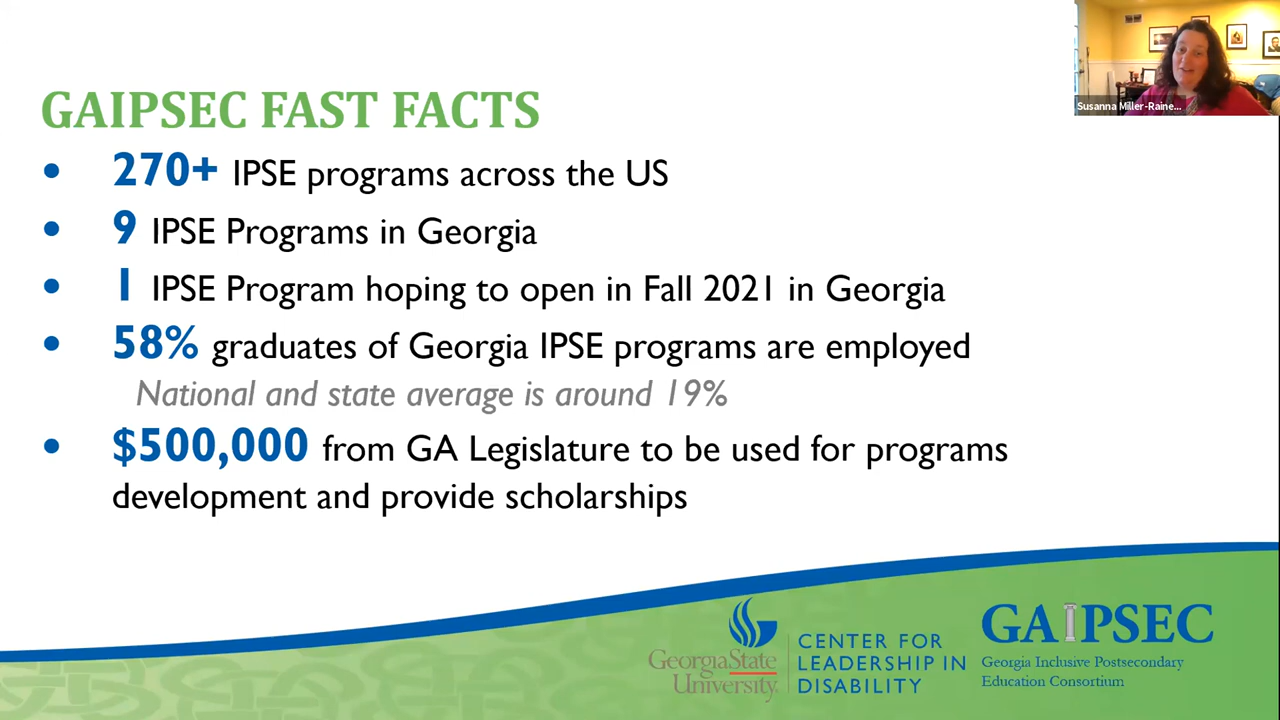 Susanna Miller-Raine...
GAIPSEC FAST FACTS
• 270+ IPSE programs across the US
• 9 IPSE Programs in Georgia
• 1 IPSE Program hoping to open in Fall 2021 in Georgia
• 58% graduates of Georgia IPSE programs are employed
National and state average is around 19%
• $500,000 from GA Legislature to be used for programs
development and provide scholarships
GeorgiaState
University.
CENTER FOR
LEADERSHIP IN
DISABILITY
GAIPSEC
Georgia Inclusive Postsecondary
Education Consortium